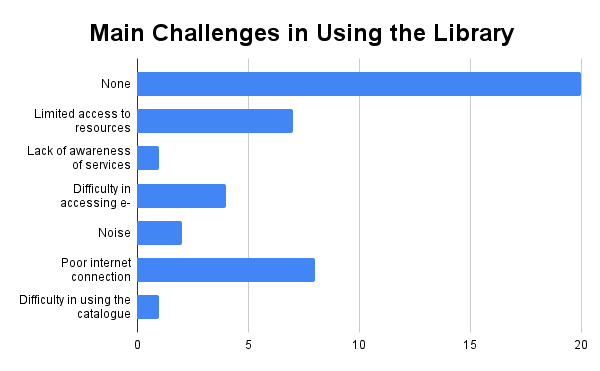 Main Challenges in Using the Library
None
Limited access to
resources
Lack of awareness
of services
Difficulty in
accessing e-
Noise
Poor internet
connection
Difficulty in using the
catalogue
0 5 10 15 20